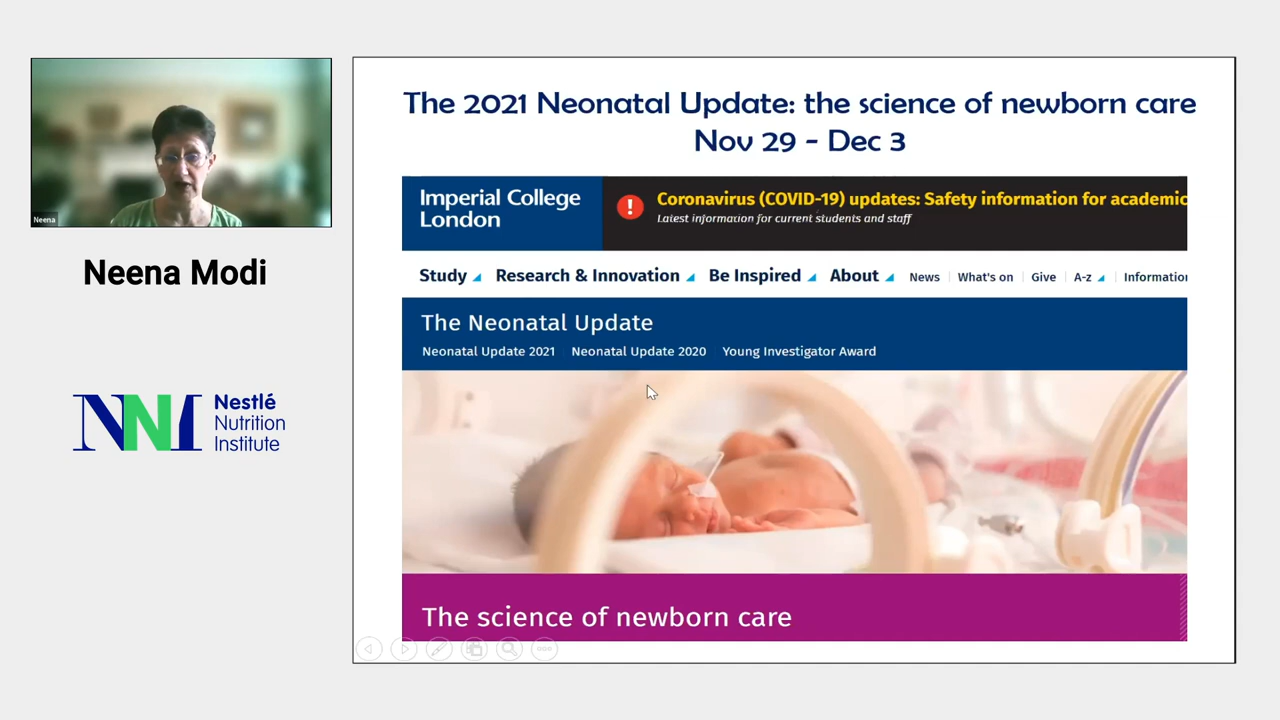 Neena
Neena Modi
NNI
Nestlé
Nutrition
Institute
The 2021 Neonatal Update: the science of newborn care
Nov 29 - Dec 3
Imperial College
London
Coronavirus (COVID-19) updates: Safety information for academic
Latest information for current students and staff
Study Research & Innovation Be Inspired About News What's on Give A-z Information
The Neonatal Update
Neonatal Update 2021 Neonatal Update 2020 Young Investigator Award
The science of newborn care